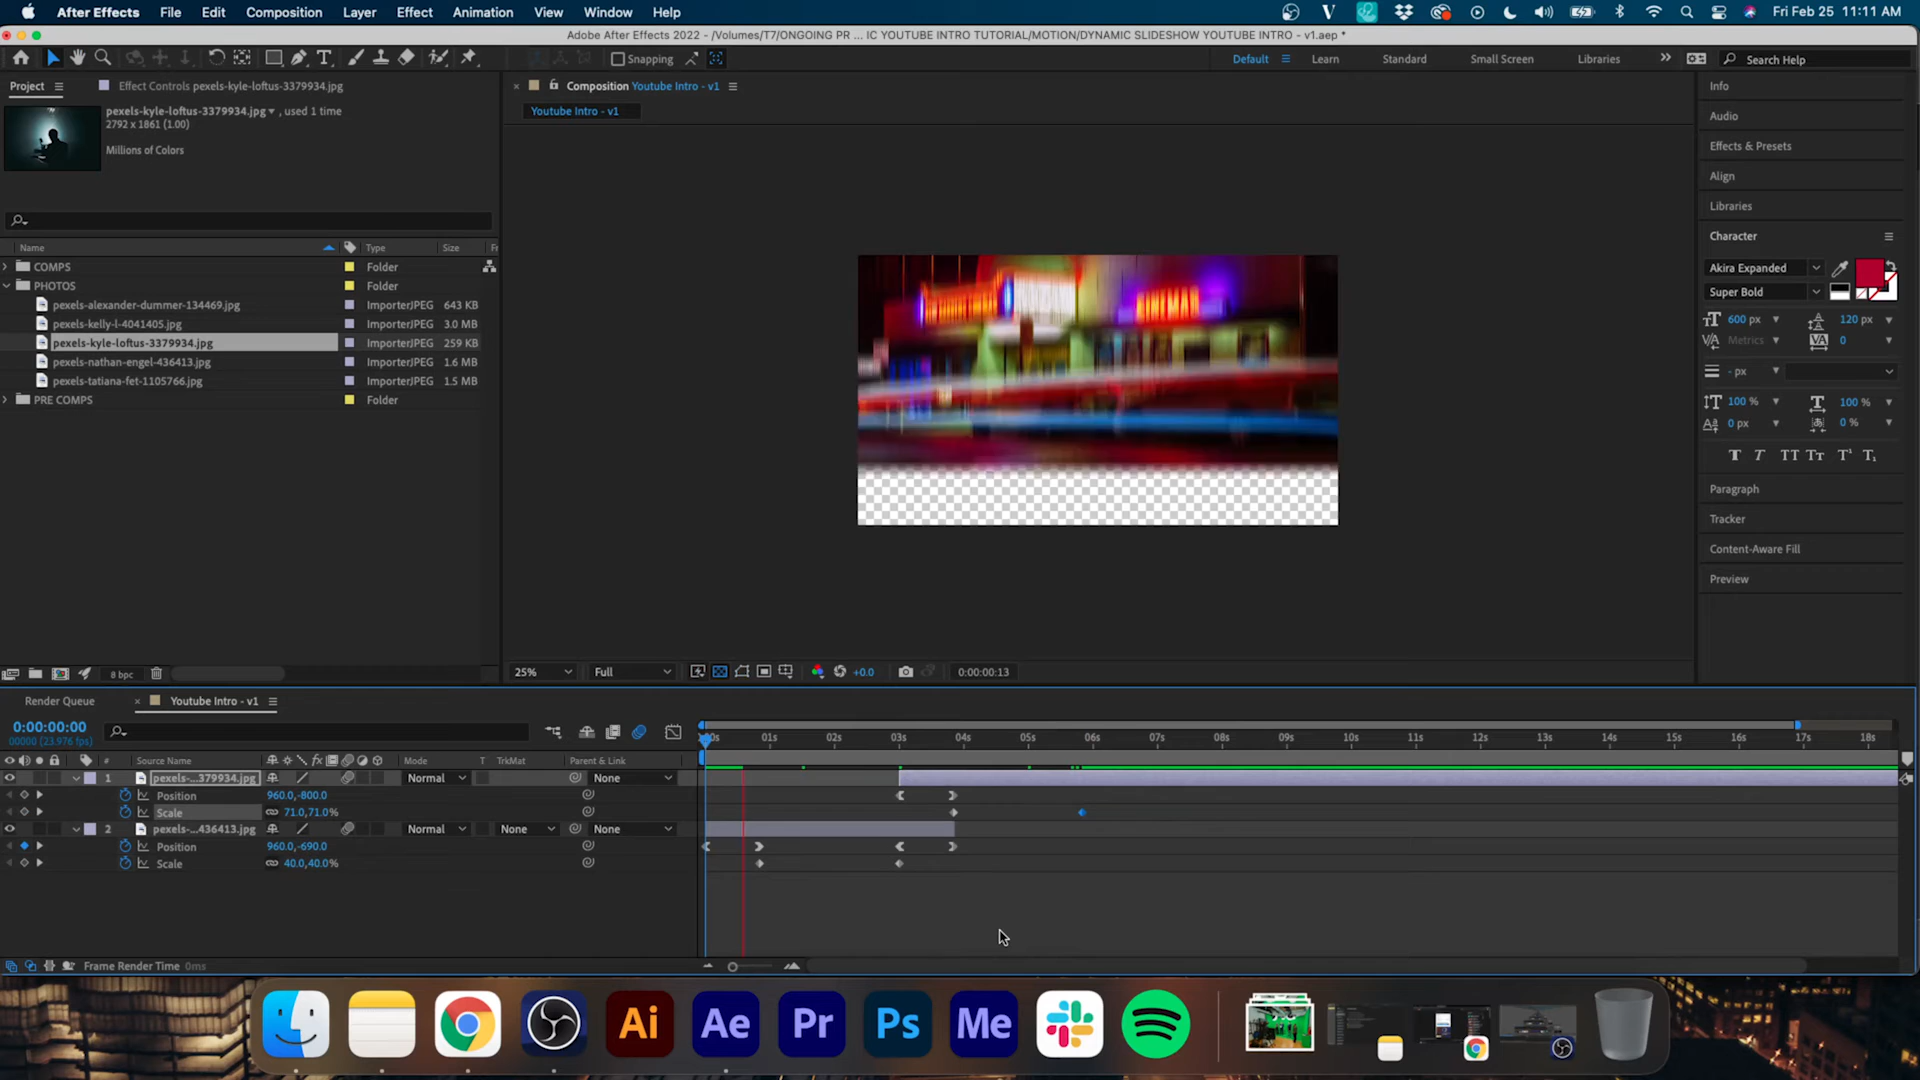 After Effects File Edit Composition Layer Effect Animation View Window Help Fri Feb 25 11:11 AM
Adobe After Effects 2022 - /Volumes/T7/ONGOING PR ... IC YOUTUBE INTRO TUTORIAL/MOTION/DYNAMIC SLIDESHOW YOUTUBE INTRO - v1.aep *
Snapping Default Learn Standard Small Screen Libraries Search Help
Project Effect Controls pexels-kyle-loftus-3379934.jpg
pexels-kyle-loftus-3379934.jpg , used 1 time
2792 x 1861 (1.00)
Millions of Colors
Name Type Size Fr
COMPS Folder
PHOTOS Folder
pexels-alexander-dummer-134469.jpg ImporterJPEG 643 KB
pexels-kelly-l-4041405.jpg ImporterJPEG 3.0 MB
pexels-kyle-loftus-3379934.jpg ImporterJPEG 259 KB
pexels-nathan-engel-436413.jpg ImporterJPEG 1.6 MB
pexels-tatiana-fet-1105766.jpg ImporterJPEG 1.5 MB
PRE COMPS Folder
8 bpc
Composition Youtube Intro - v1
Youtube Intro - v1
25% Full +0.0 0:00:00:13
Info
Audio
Effects & Presets
Align
Libraries
Character
Akira Expanded
Super Bold
600 px 120 px
Metrics 0
- px
100 % 100 %
0 px 0 %
T T TT Tт T¹ T₁
Paragraph
Tracker
Content-Aware Fill
Preview
Render Queue Youtube Intro - v1
0:00:00:00
00000 (23.976 fps)
:00s 01s 02s 03s 04s 05s 06s 07s 08s 09s 10s 11s 12s 13s 14s 15s 16s 17s 18s
# Source Name Mode T TrkMat Parent & Link
1 pexels-...379934.jpg Normal None
Position 960.0,-800.0
Scale 71.0,71.0%
2 pexels-...436413.jpg Normal None None
Position 960.0,-690.0
Scale 40.0,40.0%
Frame Render Time 0ms
Ai Ae Pr Ps Me